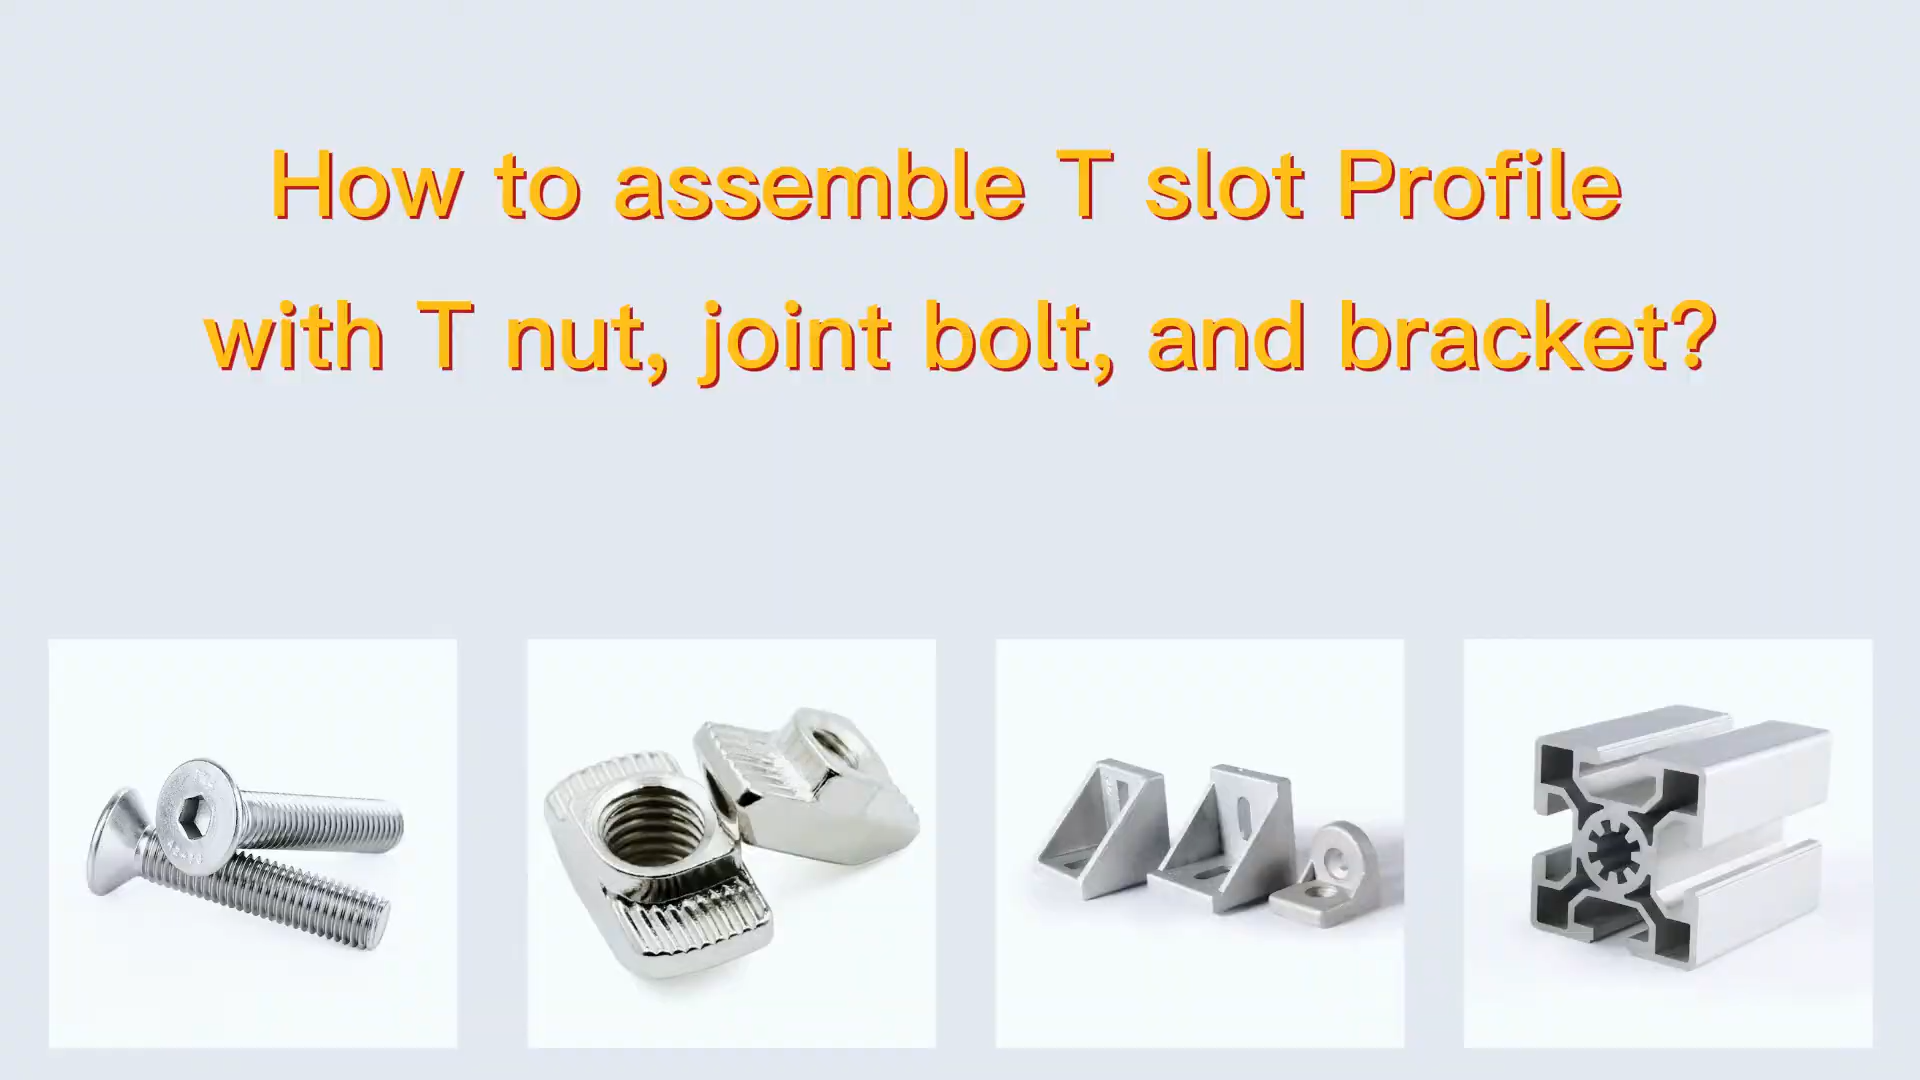 How to assemble T slot Profile
with T nut, joint bolt, and bracket?